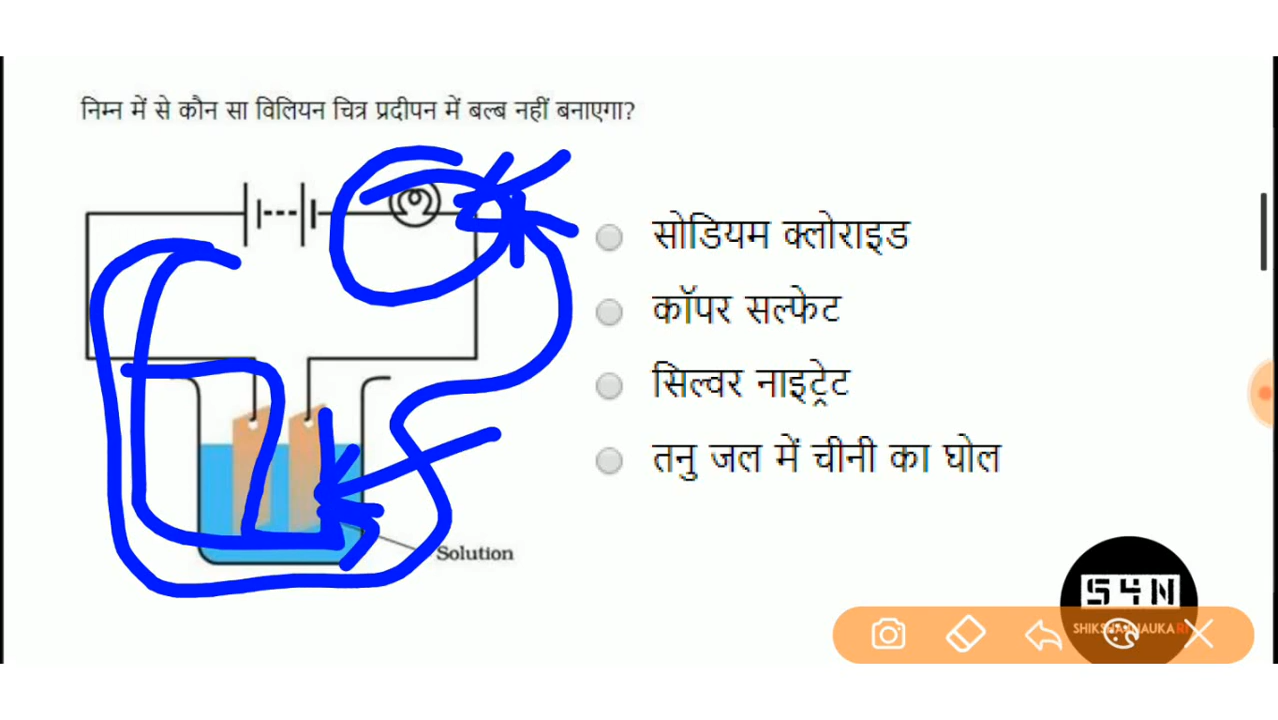 निम्न में से कौन सा विलियन चित्र प्रदीपन में बल्ब नहीं बनाएगा?
सोडियम क्लोराइड
कॉपर सल्फेट
सिल्वर नाइट्रेट
तनु जल में चीनी का घोल
Solution
S4N